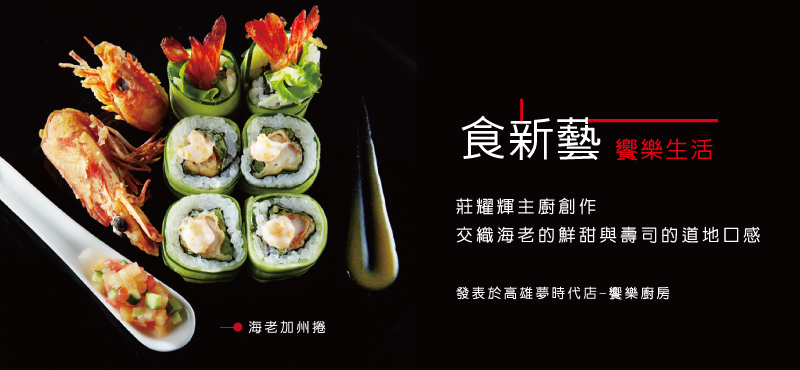 食新藝 饗樂生活
莊耀輝主廚創作
交織海老的鮮甜與壽司的道地口感
發表於高雄夢時代店–饗樂廚房
海老加州捲